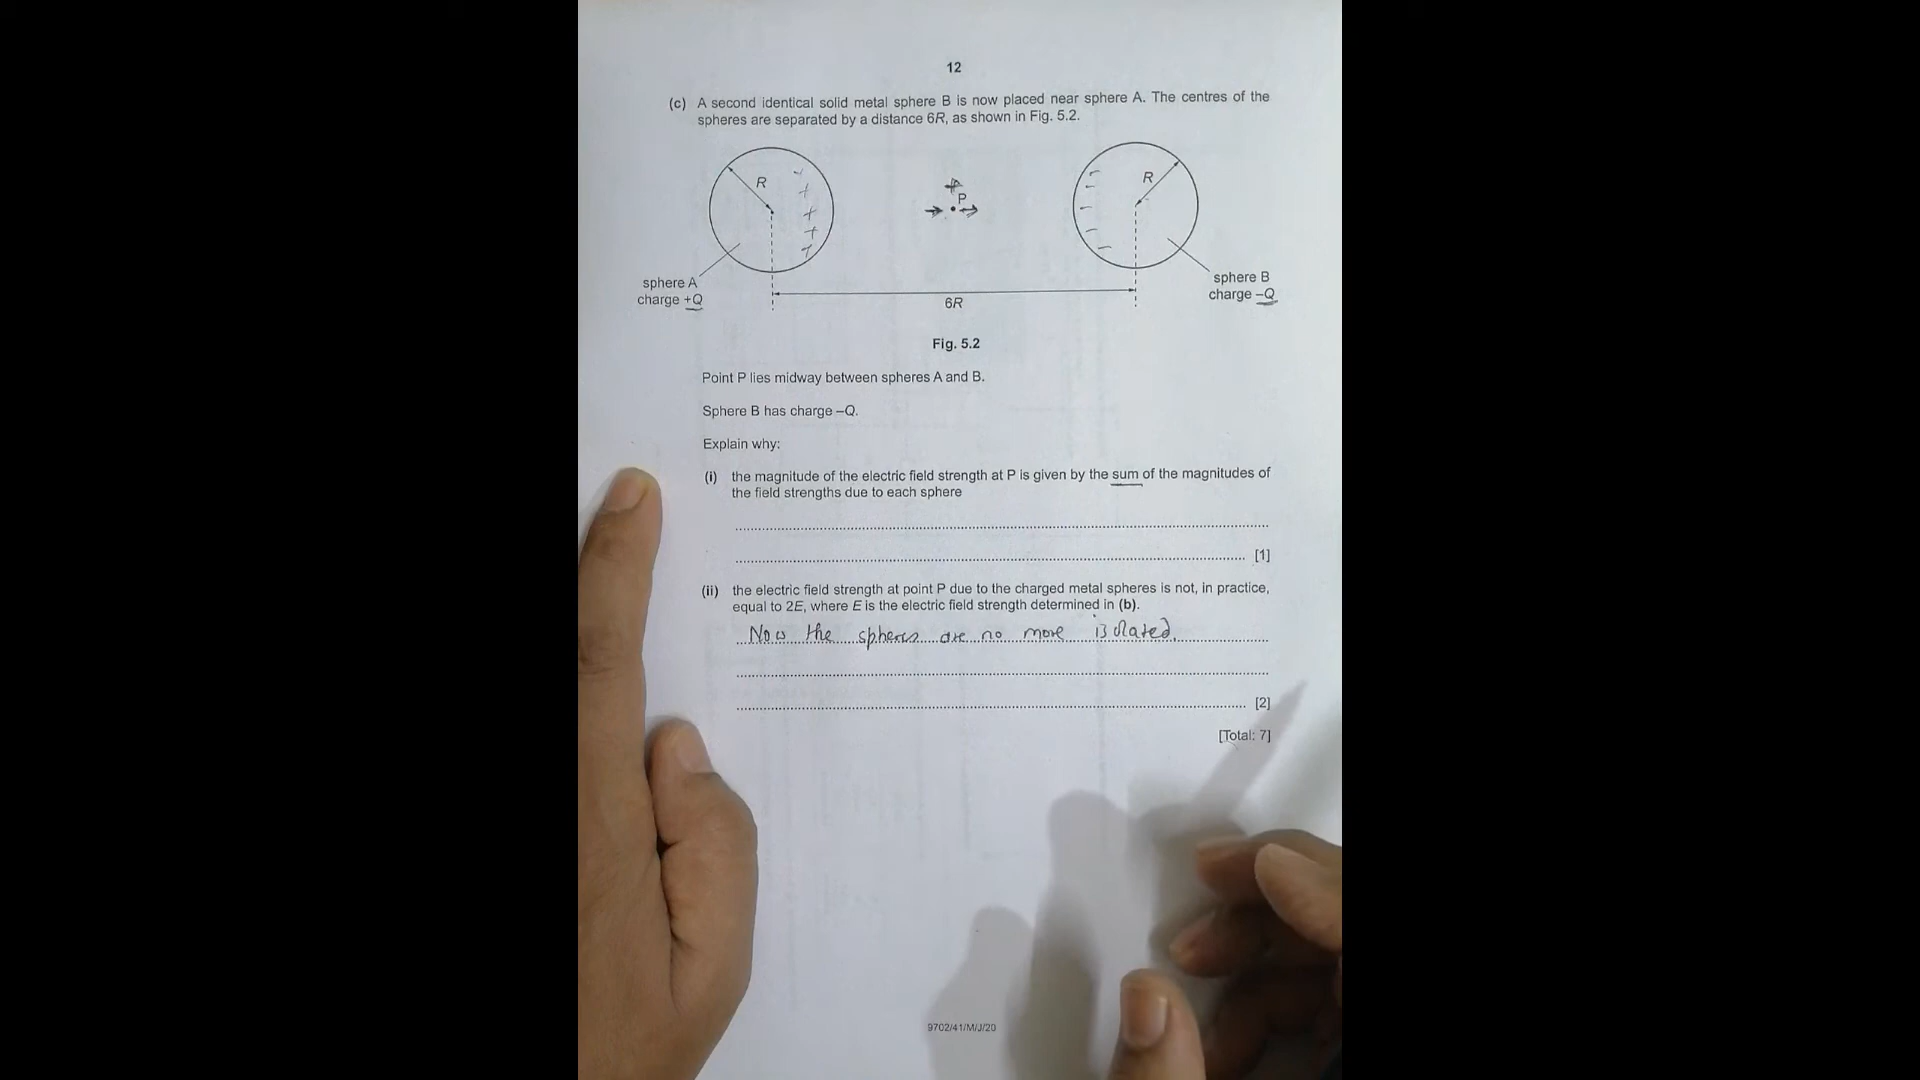 12
(c) A second identical solid metal sphere B is now placed near sphere A. The centres of the
spheres are separated by a distance 6R, as shown in Fig. 5.2.
R
R
P
sphere A
charge +Q
sphere B
charge –Q
6R
Fig. 5.2
Point P lies midway between spheres A and B.
Sphere B has charge –Q.
Explain why:
(i) the magnitude of the electric field strength at P is given by the sum of the magnitudes of
the field strengths due to each sphere
[1]
(ii) the electric field strength at point P due to the charged metal spheres is not, in practice,
equal to 2E, where E is the electric field strength determined in (b).
Now the spheres are no more isolated.
[2]
[Total: 7]
9702/41/M/J/20